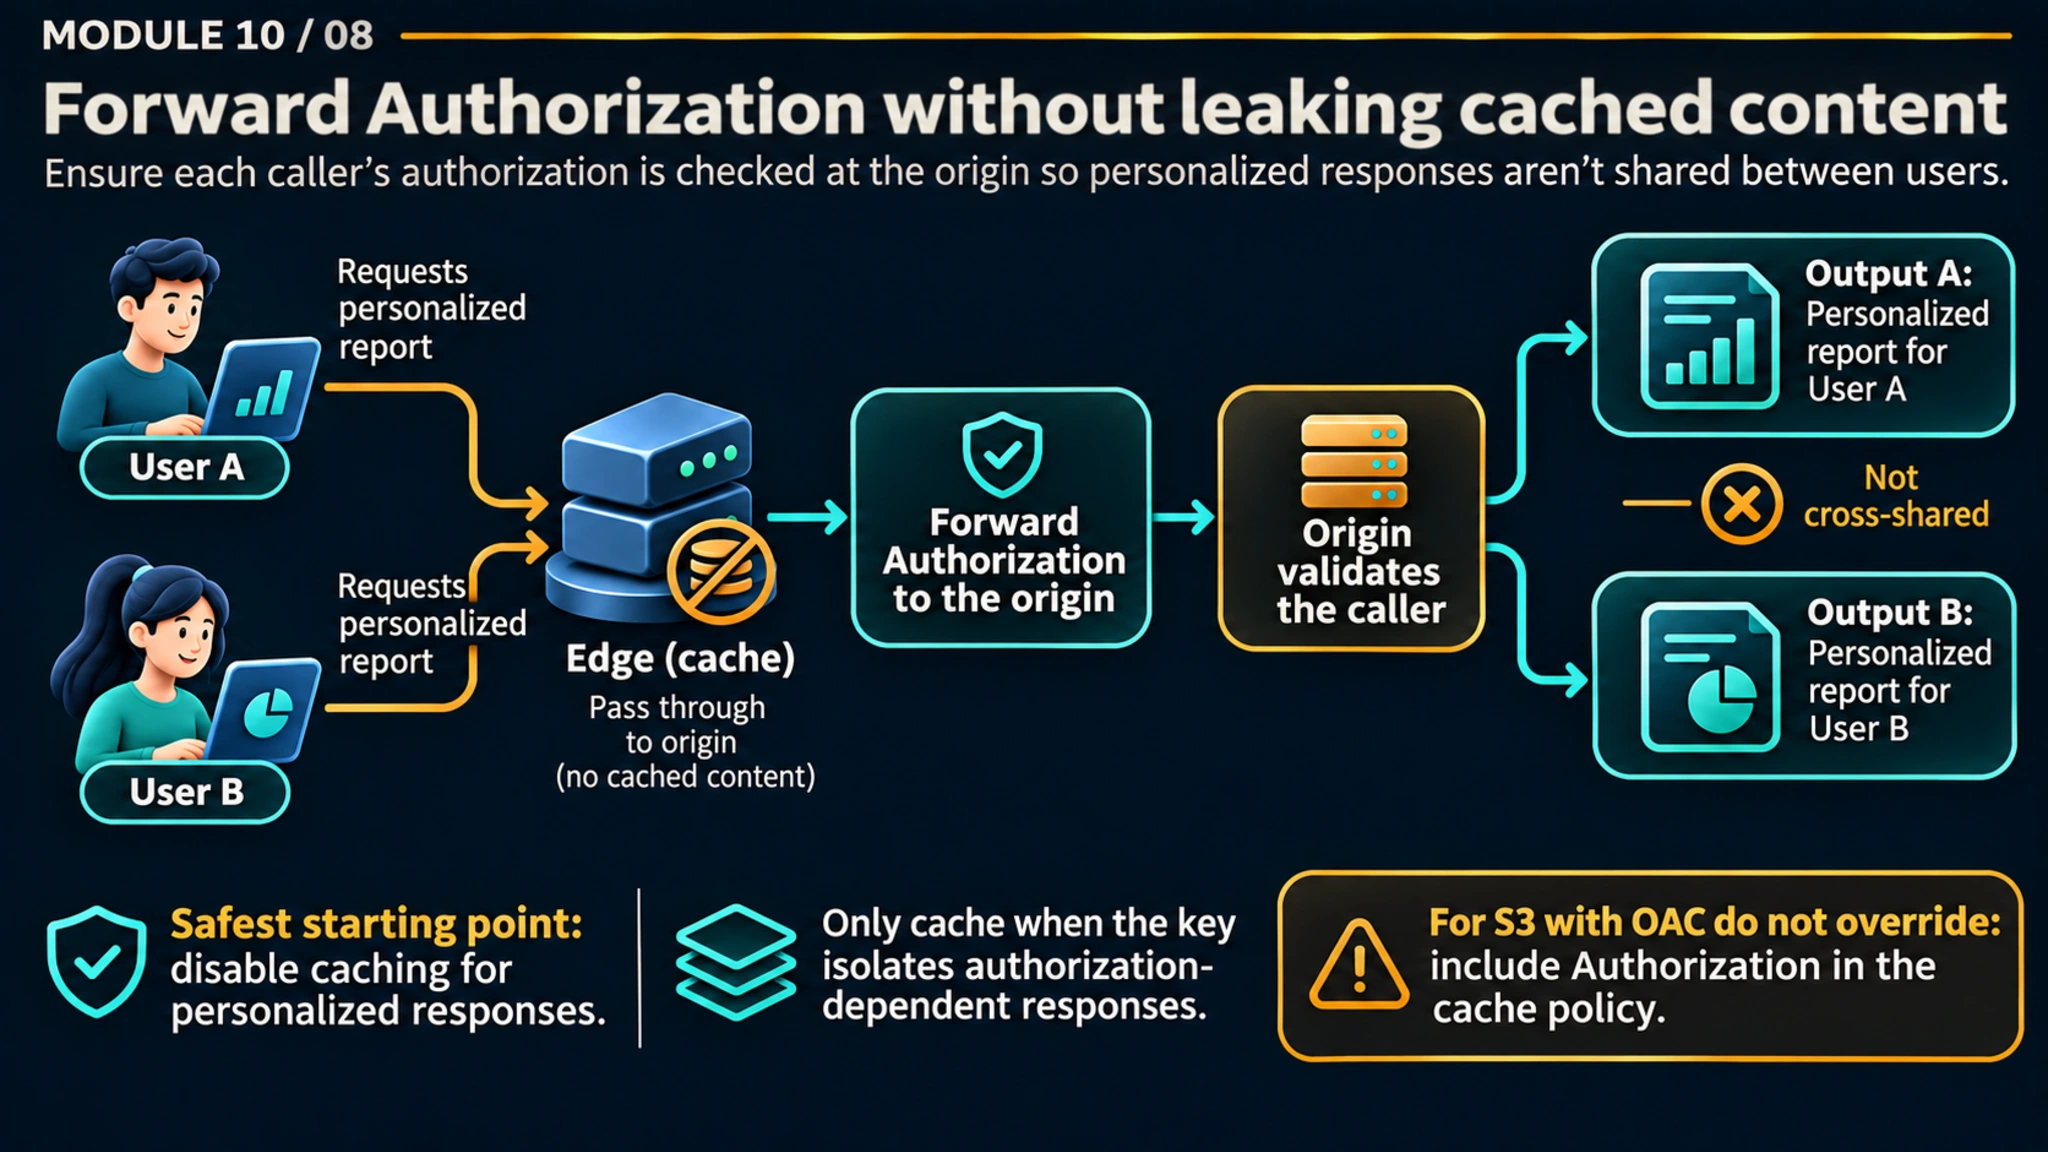 MODULE 10 / 08
Forward Authorization without leaking cached content
Ensure each caller's authorization is checked at the origin so personalized responses aren't shared between users.
Requests
personalized
report
User A
Requests
personalized
report
User B
Edge (cache)
Pass through
to origin
(no cached content)
Forward
Authorization
to the origin
Origin
validates
the caller
Output A:
Personalized
report for
User A
Not
cross-shared
Output B:
Personalized
report for
User B
Safest starting point:
disable caching for
personalized responses.
Only cache when the key
isolates authorization-
dependent responses.
For S3 with OAC do not override:
include Authorization in the
cache policy.